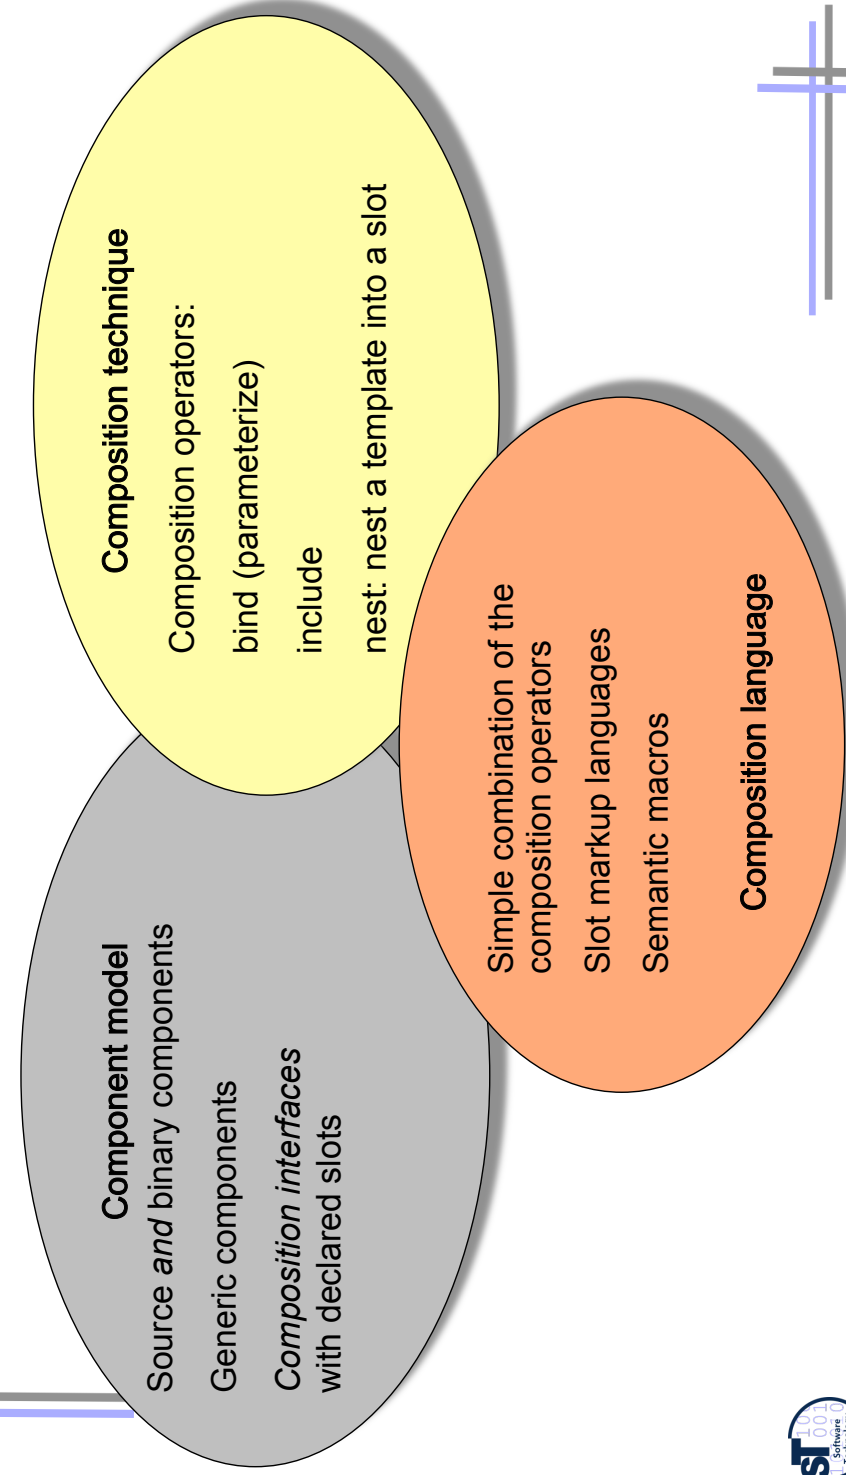 Component model
Source and binary components
Generic components
Composition interfaces
with declared slots
Composition technique
Composition operators:
bind (parameterize)
include
nest: nest a template into a slot
Simple combination of the
composition operators
Slot markup languages
Semantic macros
Composition language
ST
Software